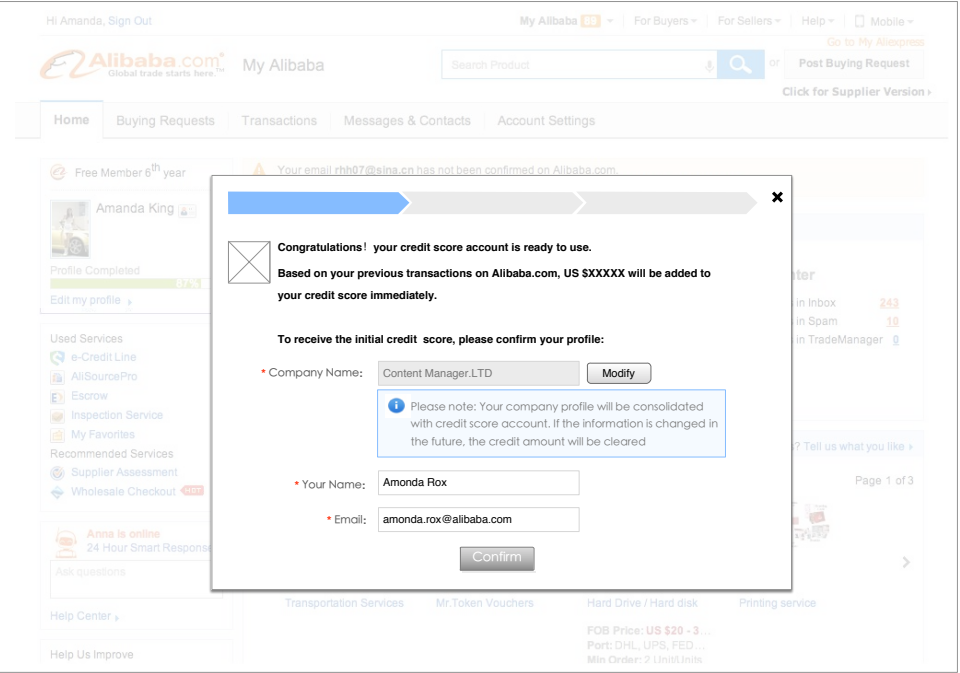 Hi Amanda, Sign Out
My Alibaba 99 For Buyers For Sellers Help Mobile
Go to My Aliexpress
Alibaba.com™ My Alibaba Search Product or Post Buying Request
Global trade starts here.™
Click for Supplier Version
Home Buying Requests Transactions Messages & Contacts Account Settings
Free Member 6th year
Your email rhh07@sina.cn has not been confirmed on Alibaba.com.
Amanda King
Profile Completed
67%
Edit my profile
Used Services
e-Credit Line
AliSourcePro
Escrow
Inspection Service
My Favorites
Recommended Services
Supplier Assessment
Wholesale Checkout HOT
Anna is online
24 Hour Smart Response
Ask questions
Help Center
Help Us Improve
Congratulations! your credit score account is ready to use.
Based on your previous transactions on Alibaba.com, US $XXXXX will be added to
your credit score immediately.
To receive the initial credit score, please confirm your profile:
* Company Name: Content Manager.LTD Modify
Please note: Your company profile will be consolidated
with credit score account. If the information is changed in
the future, the credit amount will be cleared
* Your Name: Amonda Rox
* Email: amonda.rox@alibaba.com
Confirm
in Inbox 243
in Spam 10
in TradeManager 0
? Tell us what you like
Page 1 of 3
Transportation Services Mr.Token Vouchers Hard Drive / Hard disk Printing service
FOB Price: US $20 - 3...
Port: DHL, UPS, FED...
Min Order: 2 Unit/Units